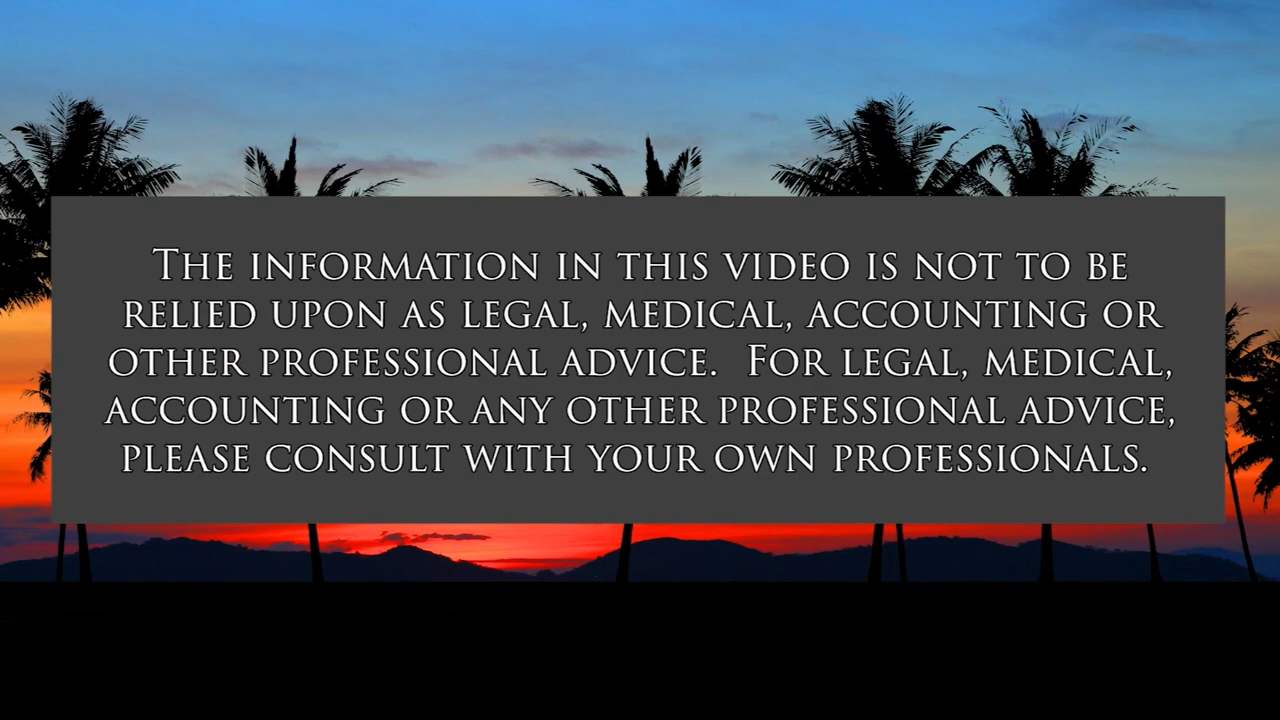 The information in this video is not to be
relied upon as legal, medical, accounting or
other professional advice.  For legal, medical,
accounting or any other professional advice,
please consult with your own professionals.